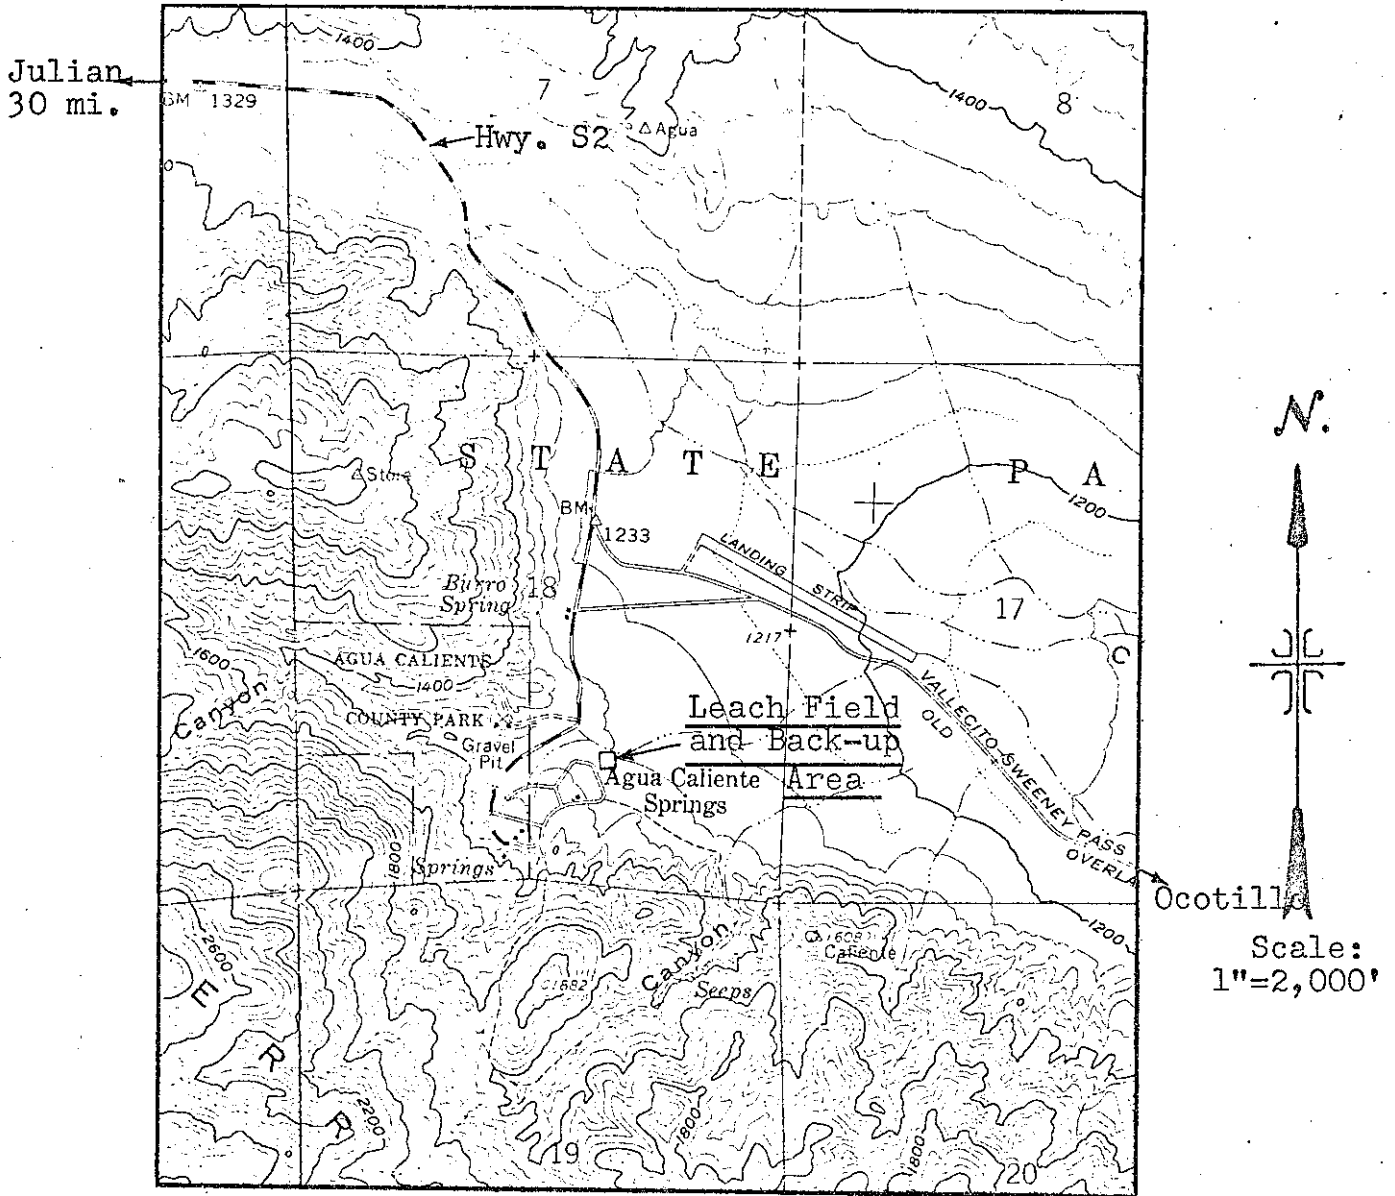 1400
Julian
30 mi.
BM 1329
7
8
1400
Agua
Hwy. S2
N.
S T A T E P A
1200
BM
1233
LANDING STRIP
Burro
Spring
18
17
1217
C
1600
AGUA CALIENTE
1400
Canyon
COUNTY PARK
Gravel
Pit
VALLECITO-SWEENEY PASS
OLD
OVERLA
Leach Field
and Back-up
Area
Agua Caliente
Springs
1800
Springs
Ocotillo
1200
Scale:
1"=2,000'
2600
Canyon
Caliente
Seeps
1882
E
R
R
2200
1800
1800
19
20